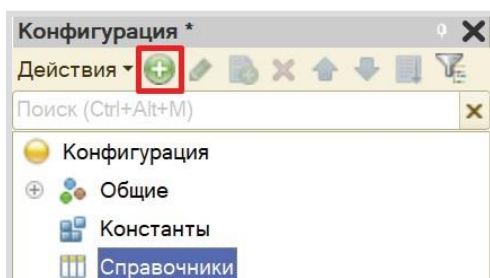 Конфигурация *
Действия
Поиск (Ctrl+Alt+M)
Конфигурация
Общие
Константы
Справочники